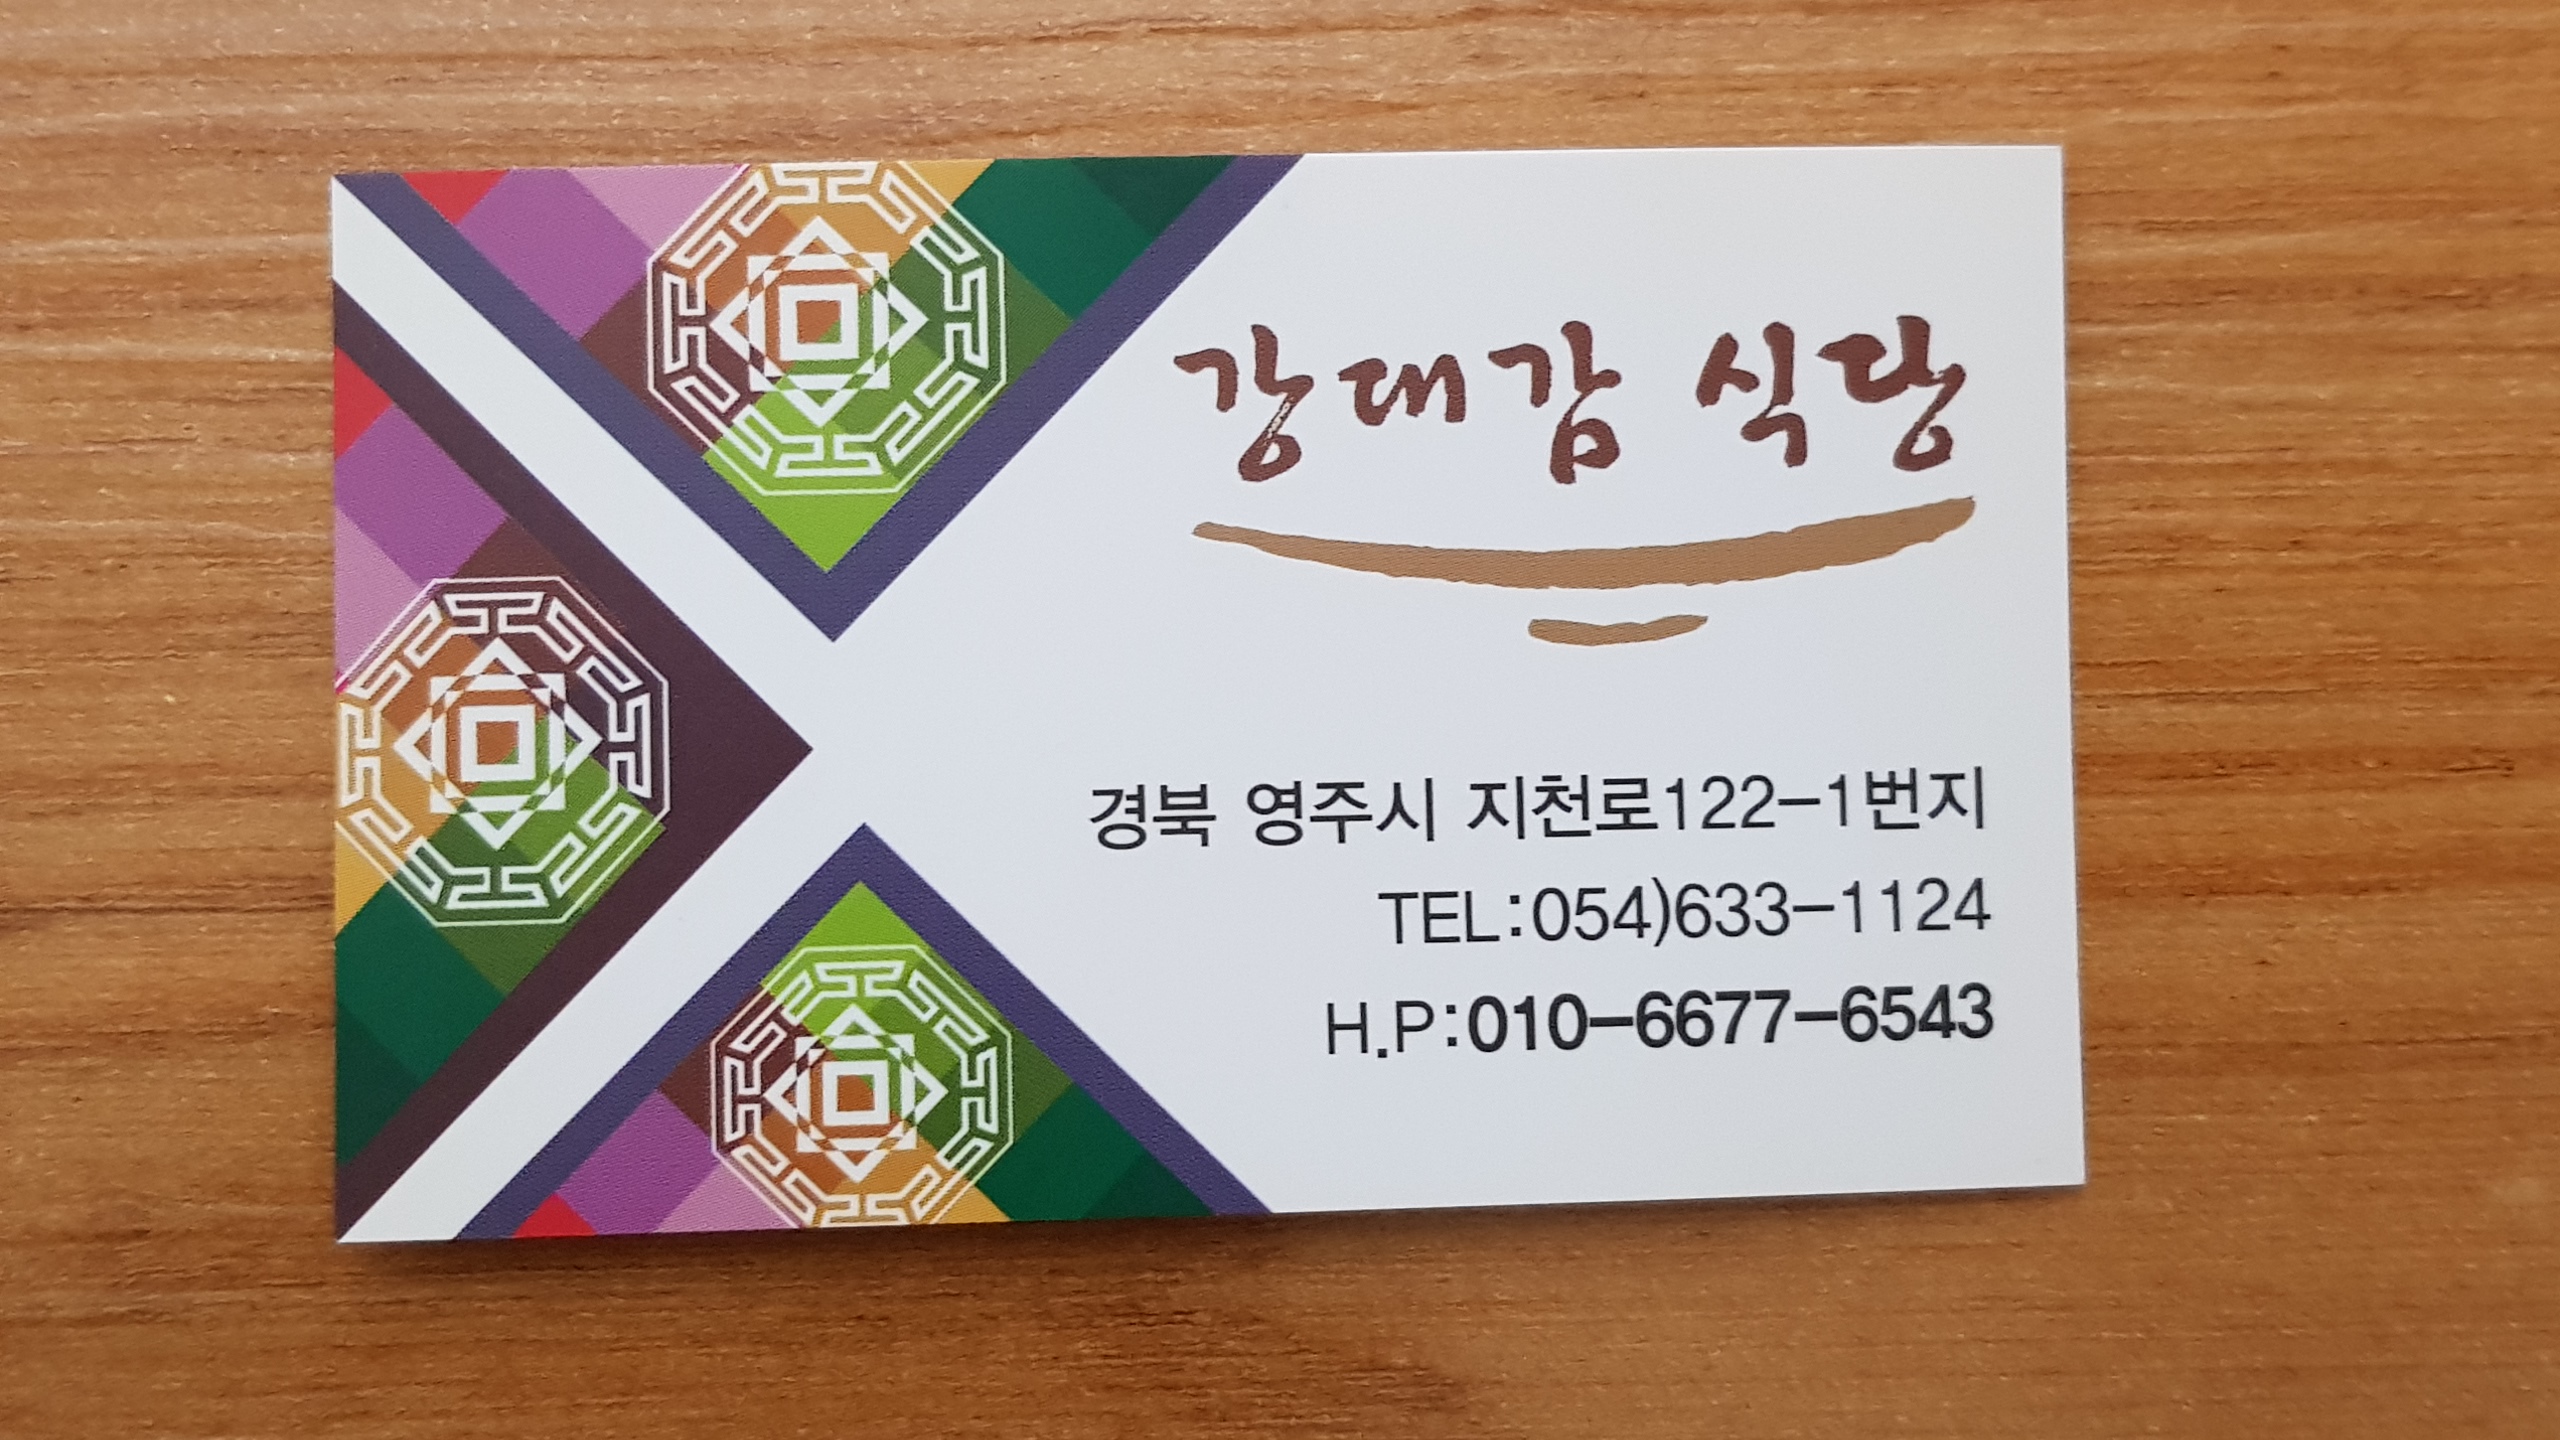 강대감 식당
경북 영주시 지천로122-1번지
TEL:054)633-1124
H.P:010-6677-6543